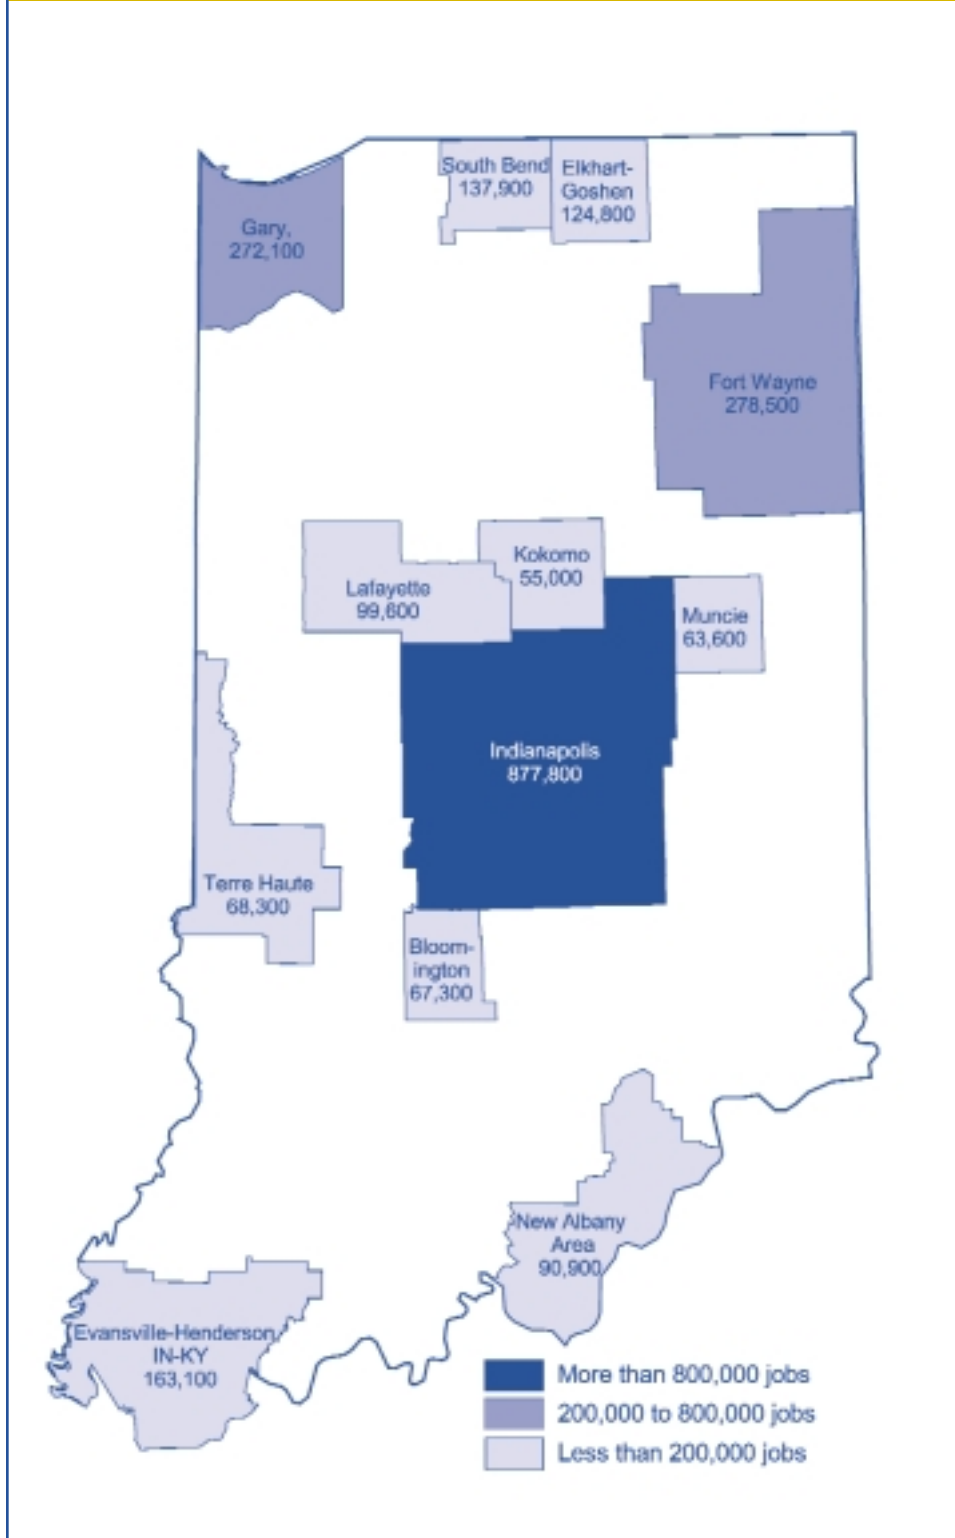 South Bend
137,900
Elkhart-
Goshen
124,800
Gary,
272,100
Fort Wayne
278,500
Kokomo
55,000
Lafayette
99,600
Muncie
63,600
Indianapolis
877,800
Terre Haute
68,300
Bloom-
ington
67,300
New Albany
Area
90,900
Evansville-Henderson
IN-KY
163,100
More than 800,000 jobs
200,000 to 800,000 jobs
Less than 200,000 jobs